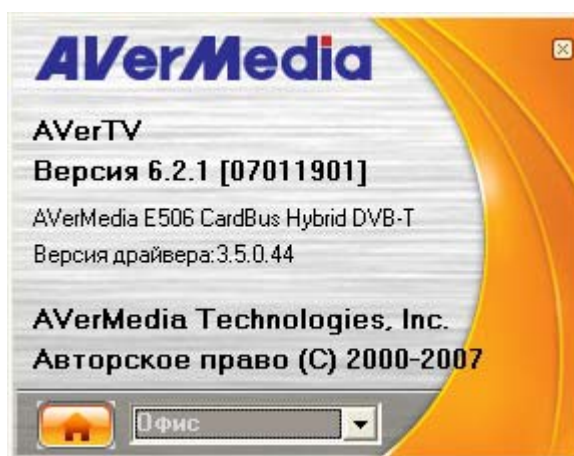 AVerMedia
AVerTV
Версия 6.2.1 [07011901]
AVerMedia E506 CardBus Hybrid DVB-T
Версия драйвера:3.5.0.44
AVerMedia Technologies, Inc.
Авторское право (C) 2000-2007
Офис